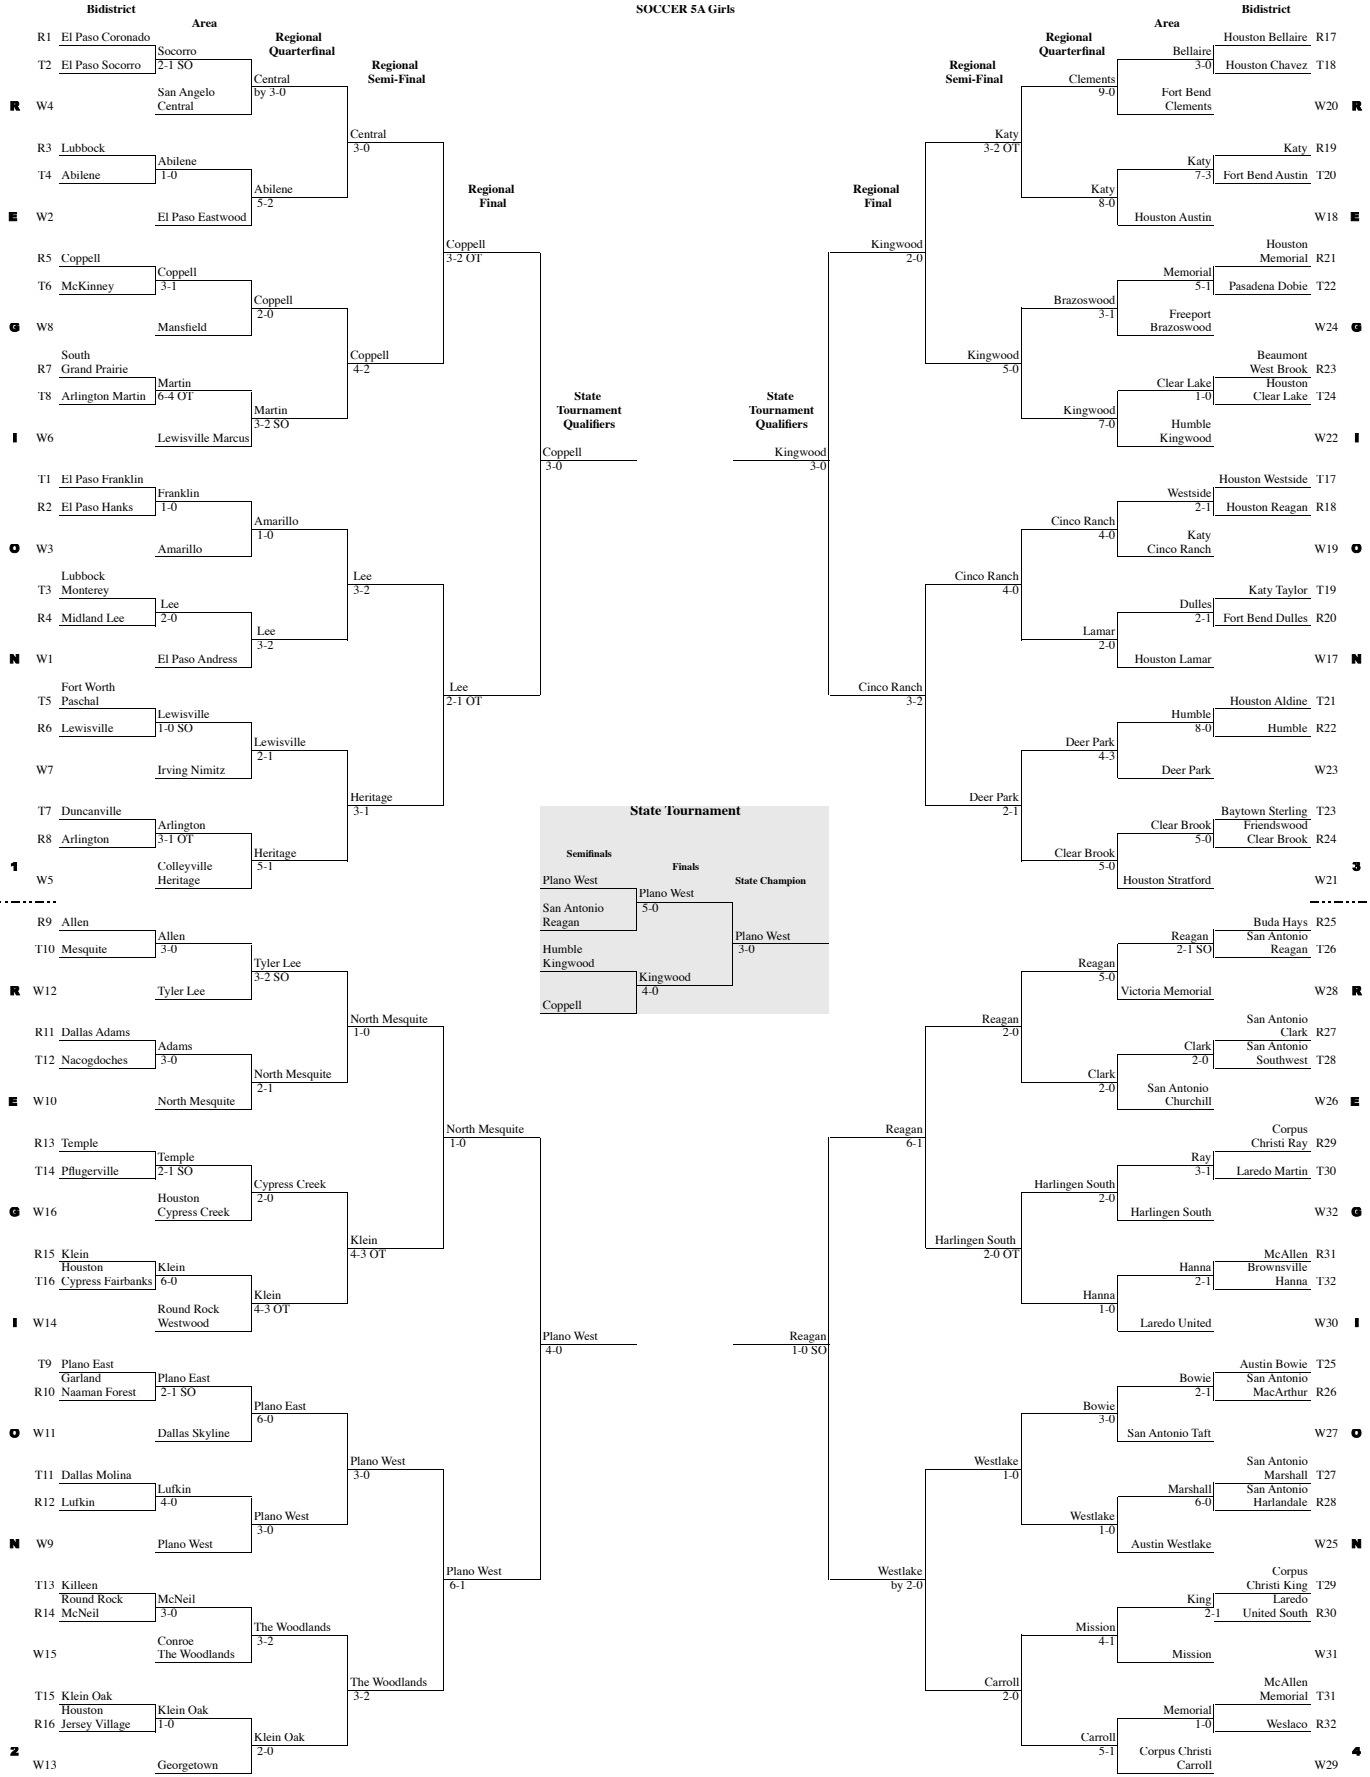 SOCCER 5A Girls
Bidistrict
Area
Regional
Quarterfinal
Regional
Semi-Final
Regional
Final
State
Tournament
Qualifiers
R1 El Paso Coronado
Socorro
T2 El Paso Socorro
2-1 SO
Central
by 3-0
San Angelo
R W4 Central
Central
3-0
R3 Lubbock
Abilene
T4 Abilene
1-0
Abilene
5-2
E W2 El Paso Eastwood
Coppell
3-2 OT
R5 Coppell
Coppell
T6 McKinney
3-1
Coppell
2-0
G W8 Mansfield
Coppell
4-2
South
R7 Grand Prairie
Martin
T8 Arlington Martin
6-4 OT
Martin
3-2 SO
I W6 Lewisville Marcus
Coppell
3-0
T1 El Paso Franklin
Franklin
R2 El Paso Hanks
1-0
Amarillo
1-0
O W3 Amarillo
Lee
3-2
Lubbock
T3 Monterey
Lee
R4 Midland Lee
2-0
Lee
3-2
N W1 El Paso Andress
Lee
2-1 OT
Fort Worth
T5 Paschal
Lewisville
R6 Lewisville
1-0 SO
Lewisville
2-1
W7 Irving Nimitz
Heritage
3-1
T7 Duncanville
Arlington
R8 Arlington
3-1 OT
Heritage
5-1
1
Colleyville
W5 Heritage
R9 Allen
Allen
T10 Mesquite
3-0
Tyler Lee
3-2 SO
R W12 Tyler Lee
North Mesquite
1-0
R11 Dallas Adams
Adams
T12 Nacogdoches
3-0
North Mesquite
2-1
E W10 North Mesquite
North Mesquite
1-0
R13 Temple
Temple
T14 Pflugerville
2-1 SO
Cypress Creek
2-0
Houston
G W16 Cypress Creek
Klein
4-3 OT
R15 Klein
Houston
Klein
T16 Cypress Fairbanks
6-0
Klein
4-3 OT
Round Rock
I W14 Westwood
Plano West
4-0
T9 Plano East
Garland
Plano East
R10 Naaman Forest
2-1 SO
Plano East
6-0
O W11 Dallas Skyline
Plano West
3-0
T11 Dallas Molina
Lufkin
R12 Lufkin
4-0
Plano West
3-0
N W9 Plano West
Plano West
6-1
T13 Killeen
Round Rock
McNeil
R14 McNeil
3-0
The Woodlands
3-2
Conroe
W15 The Woodlands
The Woodlands
3-2
T15 Klein Oak
Houston
Klein Oak
R16 Jersey Village
1-0
Klein Oak
2-0
2
W13 Georgetown
State Tournament
Semifinals
Finals
State Champion
Plano West
Plano West
5-0
San Antonio
Reagan
Plano West
3-0
Humble
Kingwood
Kingwood
4-0
Coppell
Bidistrict
Area
Regional
Quarterfinal
Regional
Semi-Final
Regional
Final
State
Tournament
Qualifiers
Houston Bellaire R17
Bellaire
3-0
Houston Chavez T18
Clements
9-0
Fort Bend
Clements
W20 R
Katy
3-2 OT
Katy R19
Katy
7-3
Fort Bend Austin T20
Katy
8-0
Houston Austin W18 E
Kingwood
2-0
Houston
Memorial R21
Memorial
5-1
Pasadena Dobie T22
Brazoswood
3-1
Freeport
Brazoswood W24 G
Kingwood
5-0
Beaumont
West Brook R23
Clear Lake
1-0
Houston
Clear Lake T24
Kingwood
7-0
Humble
Kingwood W22 I
Kingwood
3-0
Houston Westside T17
Westside
2-1
Houston Reagan R18
Cinco Ranch
4-0
Katy
Cinco Ranch W19 O
Cinco Ranch
4-0
Katy Taylor T19
Dulles
2-1
Fort Bend Dulles R20
Lamar
2-0
Houston Lamar W17 N
Cinco Ranch
3-2
Houston Aldine T21
Humble
8-0
Humble R22
Deer Park
4-3
Deer Park W23
Deer Park
2-1
Baytown Sterling T23
Clear Brook
5-0
Friendswood
Clear Brook R24
Clear Brook
5-0
3
Houston Stratford W21
Buda Hays R25
Reagan
2-1 SO
San Antonio
Reagan T26
Reagan
5-0
Victoria Memorial W28 R
Reagan
2-0
San Antonio
Clark R27
Clark
2-0
San Antonio
Southwest T28
Clark
2-0
San Antonio
Churchill W26 E
Reagan
6-1
Corpus
Christi Ray R29
Ray
3-1
Laredo Martin T30
Harlingen South
2-0
Harlingen South W32 G
Harlingen South
2-0 OT
McAllen R31
Hanna
2-1
Brownsville
Hanna T32
Hanna
1-0
Laredo United W30 I
Reagan
1-0 SO
Austin Bowie T25
Bowie
2-1
San Antonio
MacArthur R26
Bowie
3-0
San Antonio Taft W27 O
Westlake
1-0
San Antonio
Marshall T27
Marshall
6-0
San Antonio
Harlandale R28
Westlake
1-0
Austin Westlake W25 N
Westlake
by 2-0
Corpus
Christi King T29
King
2-1
Laredo
United South R30
Mission
4-1
Mission W31
Carroll
2-0
McAllen
Memorial T31
Memorial
1-0
Weslaco R32
Carroll
5-1
4
Corpus Christi
Carroll W29